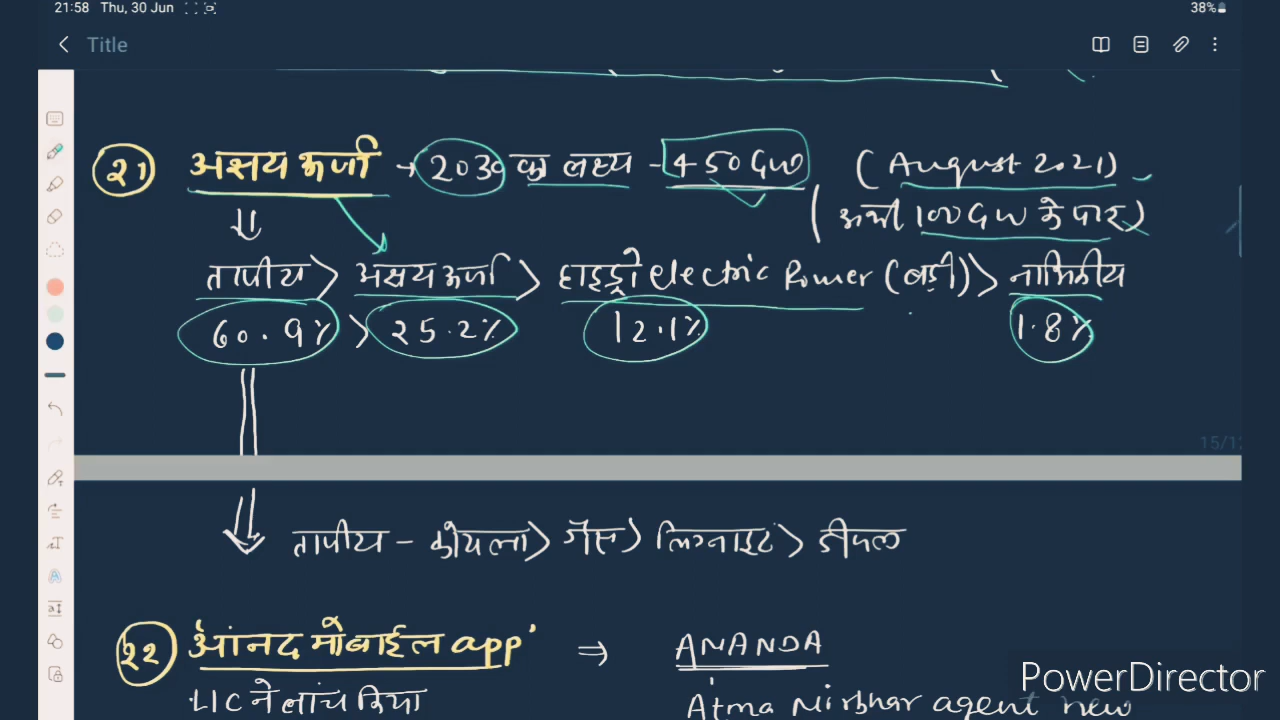 21:58 Thu, 30 Jun 38%
Title
21 अक्षय ऊर्जा → 2030 का लक्ष्य - 450 GW (August 2021)
(अभी 100 GW के पार)
तापीय > अक्षय ऊर्जा > हाइड्रो electric Power (बड़ी) > नाभिकीय
60.9% > 25.2% 12.1% 1.8%
तापीय - कोयला > गैस > लिग्नाइट > डीजल
22 आंनद मोबाईल app' ⇒ ANANDA
LIC ने लांच किया Atma Nirbhar agent new
PowerDirector